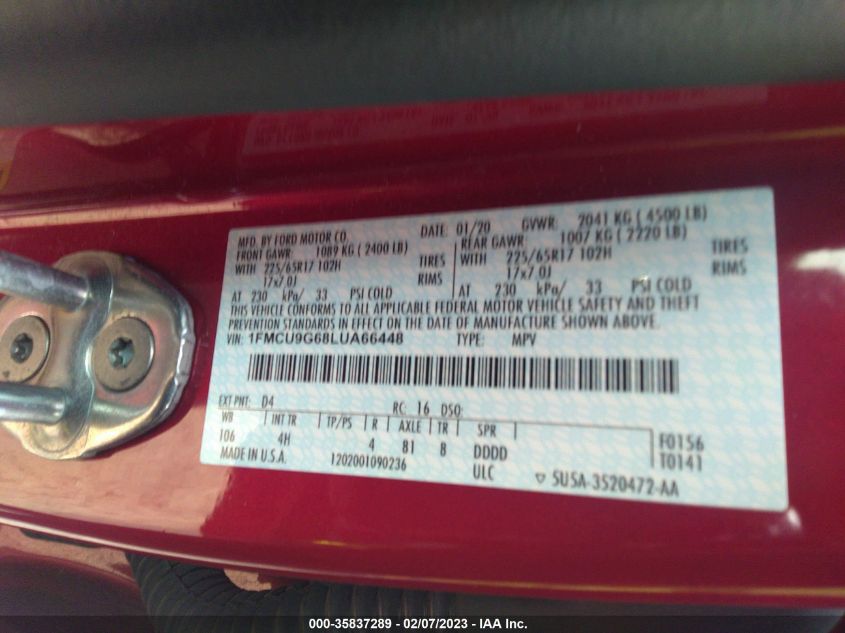 MFD. BY FORD MOTOR CO. DATE: 01/20 GVWR: 2041 KG ( 4500 LB)
FRONT GAWR: 1089 KG ( 2400 LB) REAR GAWR: 1007 KG ( 2220 LB)
WITH 225/65R17 102H TIRES WITH 225/65R17 102H TIRES
17x7.0J RIMS 17x7.0J RIMS
AT 230 kPa/ 33 PSI COLD AT 230 kPa/ 33 PSI COLD
THIS VEHICLE CONFORMS TO ALL APPLICABLE FEDERAL MOTOR VEHICLE SAFETY AND THEFT
PREVENTION STANDARDS IN EFFECT ON THE DATE OF MANUFACTURE SHOWN ABOVE.
VIN: 1FMCU9G68LUA66448 TYPE: MPV
EXT PNT: D4 RC: 16 DSO:
WB INT TR TP/PS R AXLE TR SPR
106 4H 4 81 8 DDDD F0156
MADE IN U.S.A. 1202001090236 ULC T0141
5U5A-3520472-AA
000-35837289 - 02/07/2023 - IAA Inc.